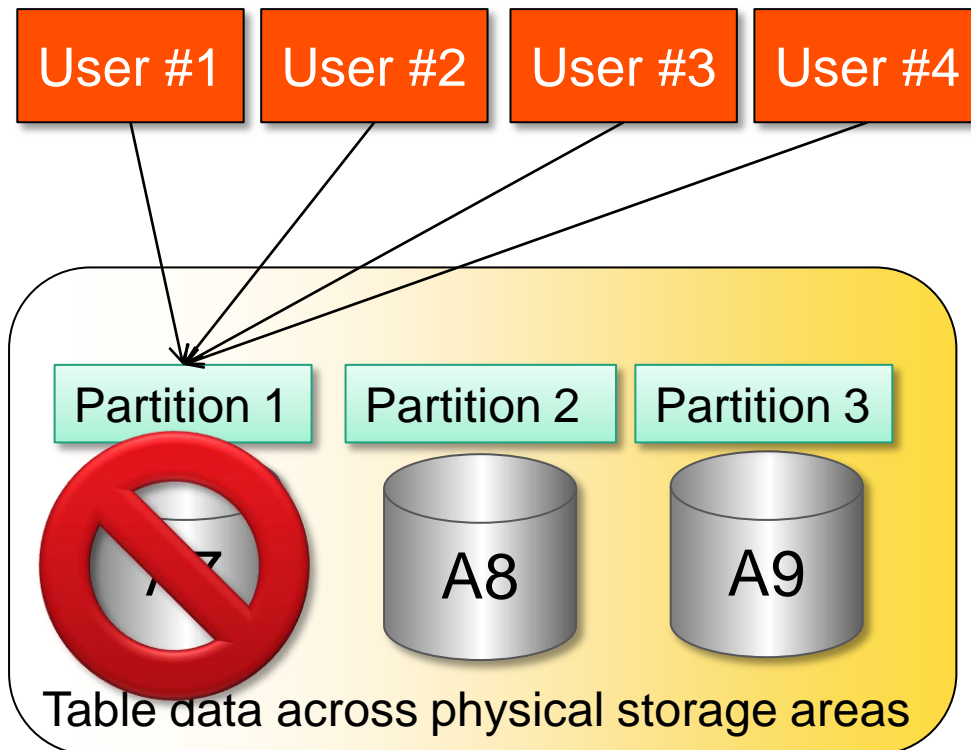 User #1
User #2
User #3
User #4
Partition 1
Partition 2
Partition 3
A8
A9
Table data across physical storage areas